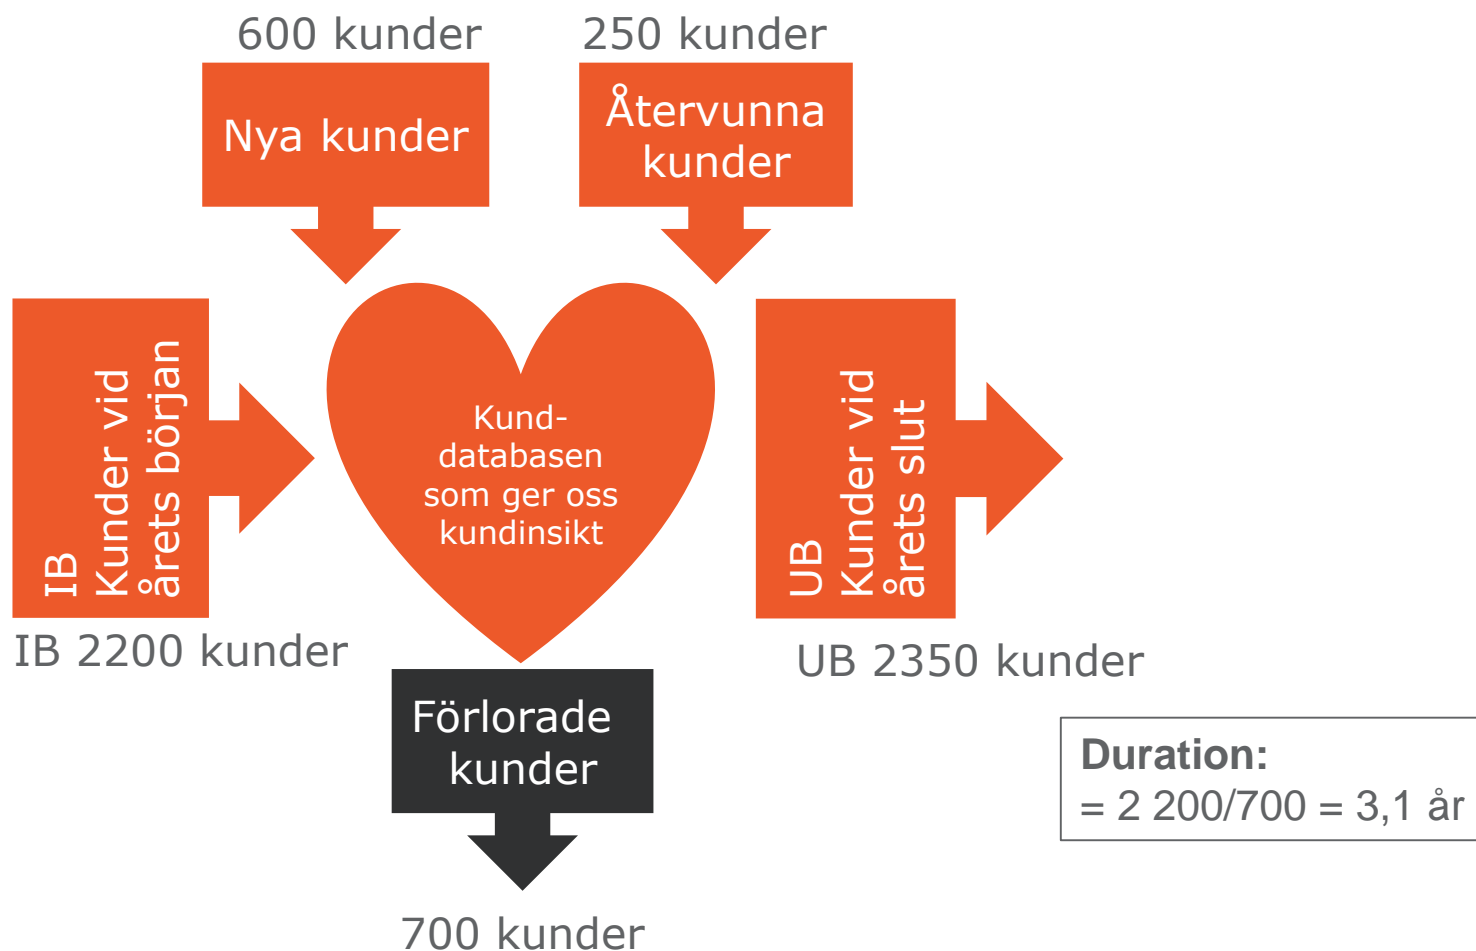 600 kunder
250 kunder
Nya kunder
Återvunna
kunder
IB
Kunder vid
årets början
Kund-
databasen
som ger oss
kundinsikt
UB
Kunder vid
årets slut
IB 2200 kunder
UB 2350 kunder
Förlorade
kunder
Duration:
= 2 200/700 = 3,1 år
700 kunder